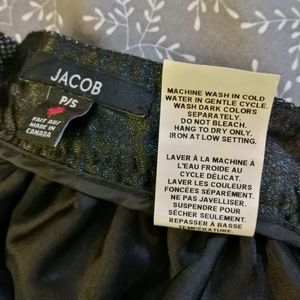 JACOB
P/S
FAIT AU/
MADE IN
CANADA
MACHINE WASH IN COLD
WATER IN GENTLE CYCLE.
WASH DARK COLORS
SEPARATELY.
DO NOT BLEACH.
HANG TO DRY ONLY.
IRON AT LOW SETTING.
LAVER À LA MACHINE À
L'EAU FROIDE AU
CYCLE DÉLICAT.
LAVER LES COULEURS
FONCÉES SÉPARÉMENT.
NE PAS JAVELLISER.
SUSPENDRE POUR
SÉCHER SEULEMENT.
REPASSER À BASSE
TEMPÉRATURE